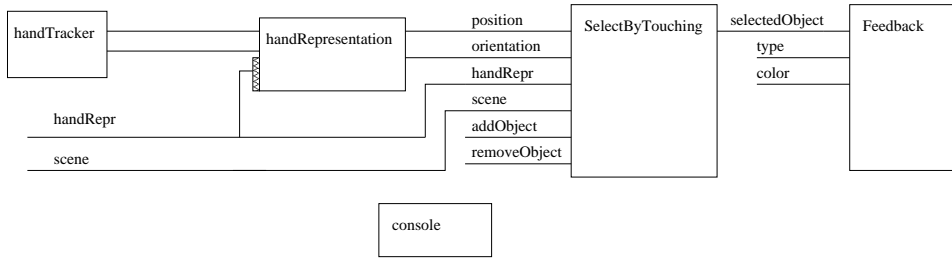 handTracker
handRepresentation
position
orientation
handRepr
scene
addObject
removeObject
SelectByTouching
selectedObject
type
color
Feedback
handRepr
scene
console